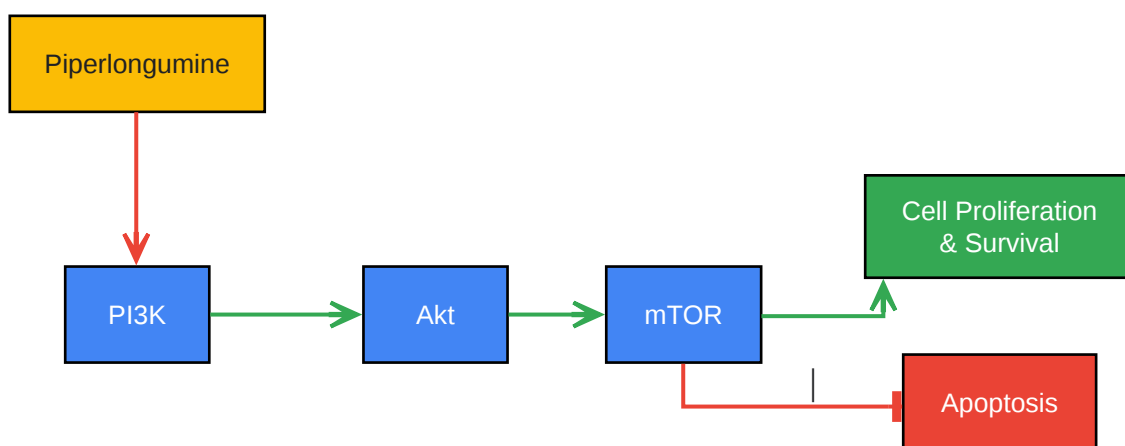 Piperlongumine
Cell Proliferation
& Survival
PI3K
Akt
mTOR
|
Apoptosis